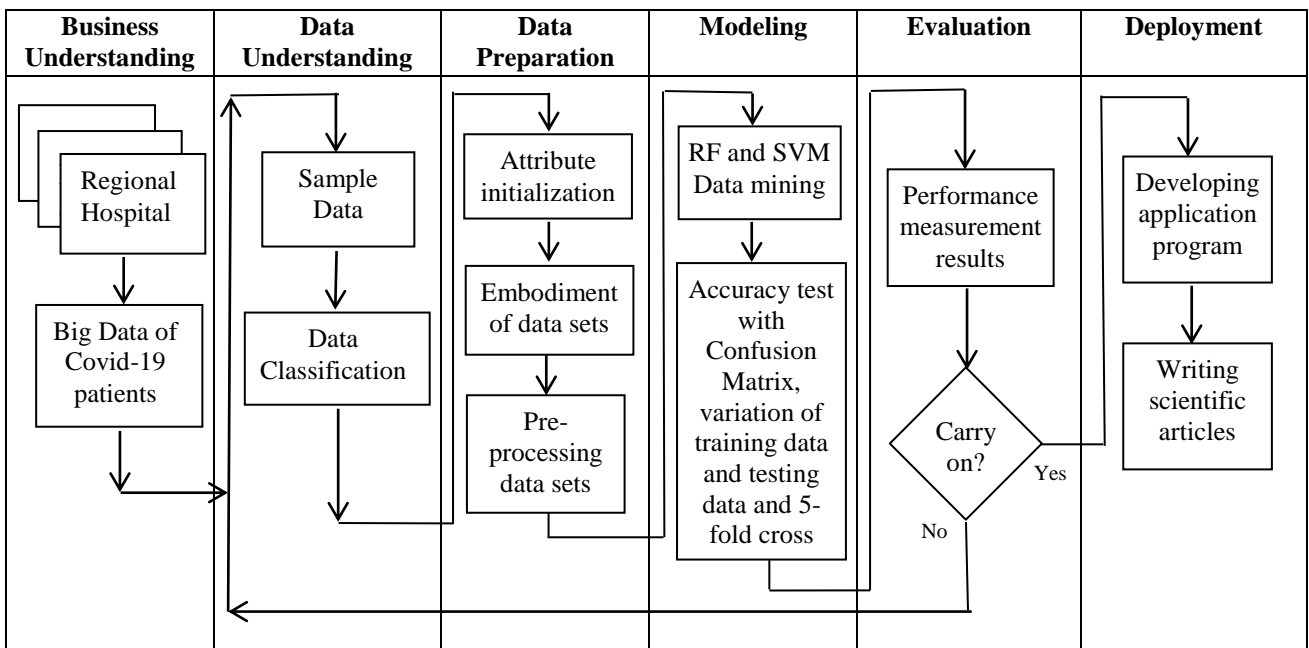 Business
Understanding
Data
Understanding
Data
Preparation
Modeling
Evaluation
Deployment
Regional
Hospital
Big Data of
Covid-19
patients
Sample
Data
Data
Classification
Attribute
initialization
Embodiment
of data sets
Pre-
processing
data sets
RF and SVM
Data mining
Accuracy test
with
Confusion
Matrix,
variation of
training data
and testing
data and 5-
fold cross
Performance
measurement
results
Carry
on?
Yes
No
Developing
application
program
Writing
scientific
articles